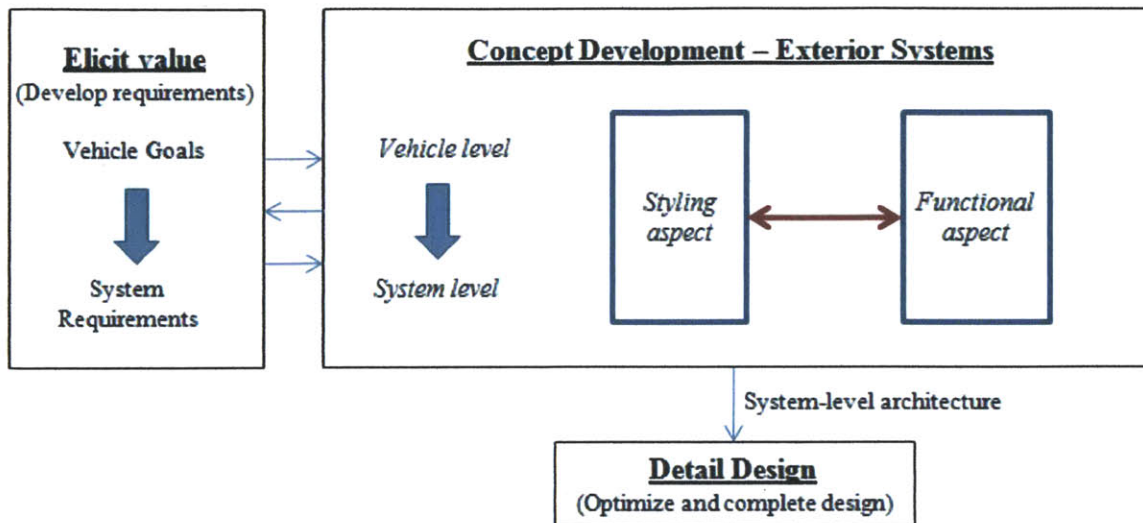 Elicit value
(Develop requirements)
Vehicle Goals
System
Requirements
Concept Development – Exterior Systems
Vehicle level
System level
Styling
aspect
Functional
aspect
System-level architecture
Detail Design
(Optimize and complete design)